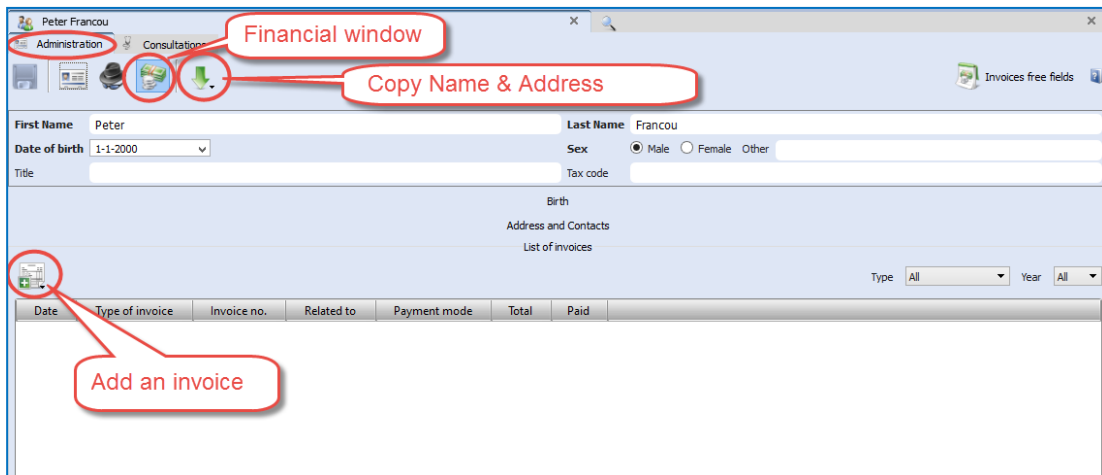 Peter Francou
Administration Consultations
Financial window
Copy Name & Address
Invoices free fields
First Name Peter Last Name Francou
Date of birth 1-1-2000 Sex Male Female Other
Title Tax code
Birth
Address and Contacts
List of invoices
Type All Year All
Date Type of invoice Invoice no. Related to Payment mode Total Paid
Add an invoice